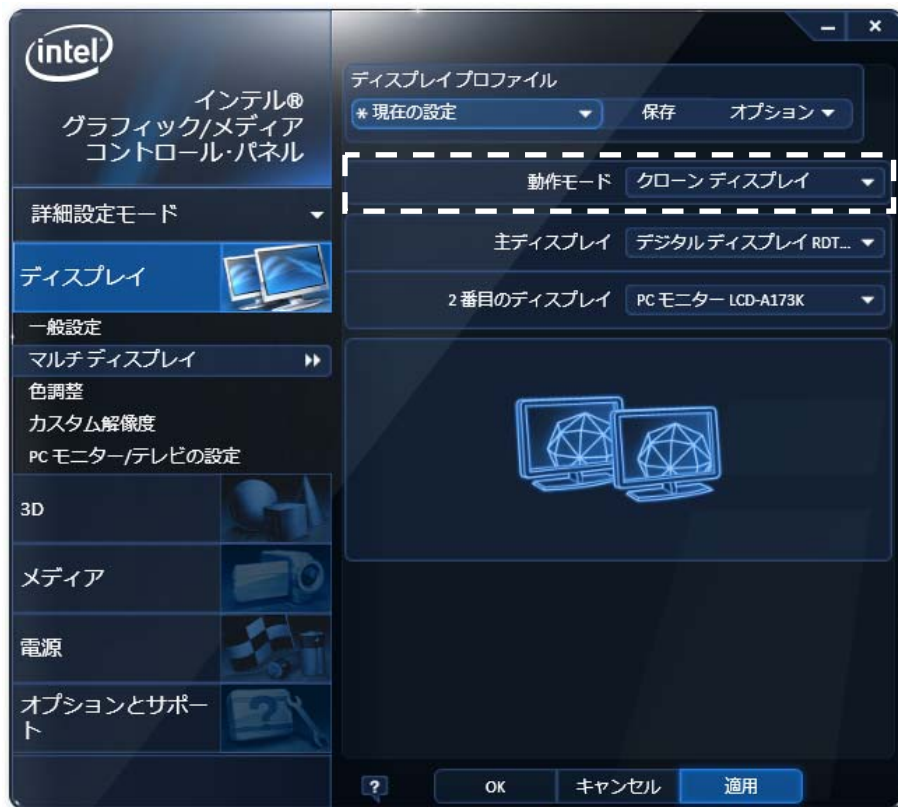 intel
インテル®
グラフィック/メディア
コントロール・パネル
詳細設定モード
ディスプレイ
一般設定
マルチ ディスプレイ
色調整
カスタム解像度
PC モニター/テレビの設定
3D
メディア
電源
オプションとサポー
ト
ディスプレイ プロファイル
* 現在の設定
保存
オプション
動作モード クローン ディスプレイ
主ディスプレイ デジタル ディスプレイ RDT...
2 番目のディスプレイ PC モニター LCD-A173K
?
OK
キャンセル
適用